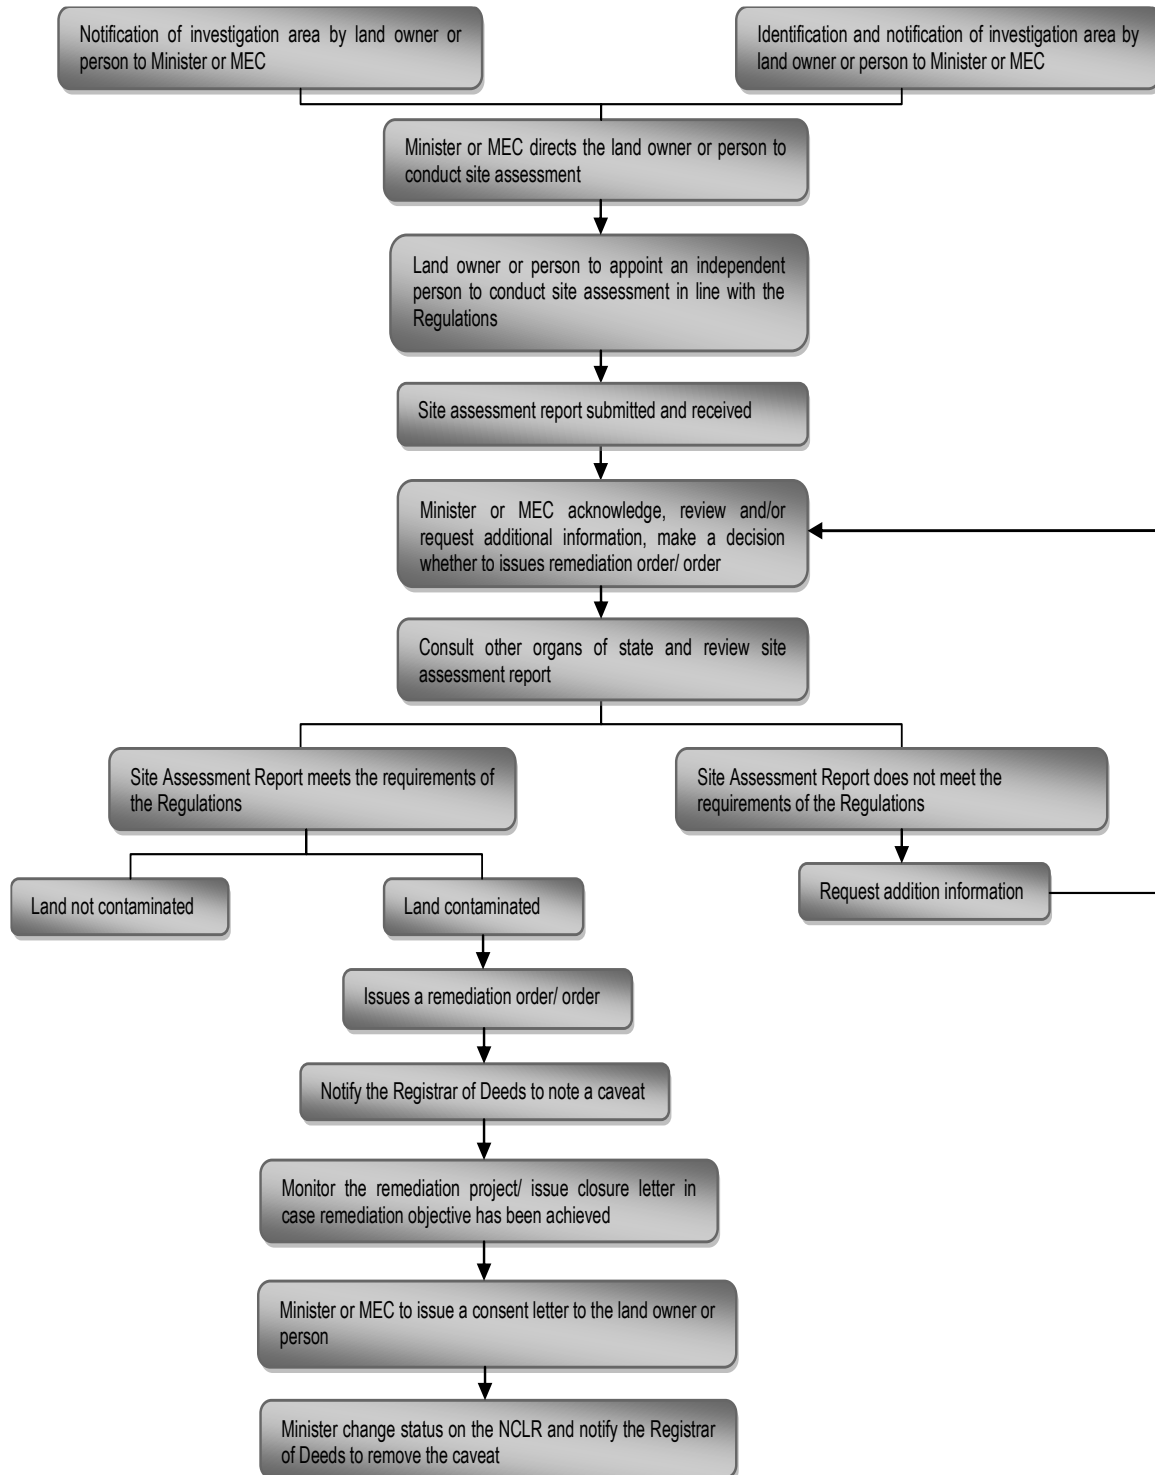 Notification of investigation area by land owner or
person to Minister or MEC
Identification and notification of investigation area by
land owner or person to Minister or MEC
Minister or MEC directs the land owner or person to
conduct site assessment
Land owner or person to appoint an independent
person to conduct site assessment in line with the
Regulations
Site assessment report submitted and received
Minister or MEC acknowledge, review and/or
request additional information, make a decision
whether to issues remediation order/ order
Consult other organs of state and review site
assessment report
Site Assessment Report meets the requirements of
the Regulations
Site Assessment Report does not meet the
requirements of the Regulations
Land not contaminated
Land contaminated
Request addition information
Issues a remediation order/ order
Notify the Registrar of Deeds to note a caveat
Monitor the remediation project/ issue closure letter in
case remediation objective has been achieved
Minister or MEC to issue a consent letter to the land owner or
person
Minister change status on the NCLR and notify the Registrar
of Deeds to remove the caveat